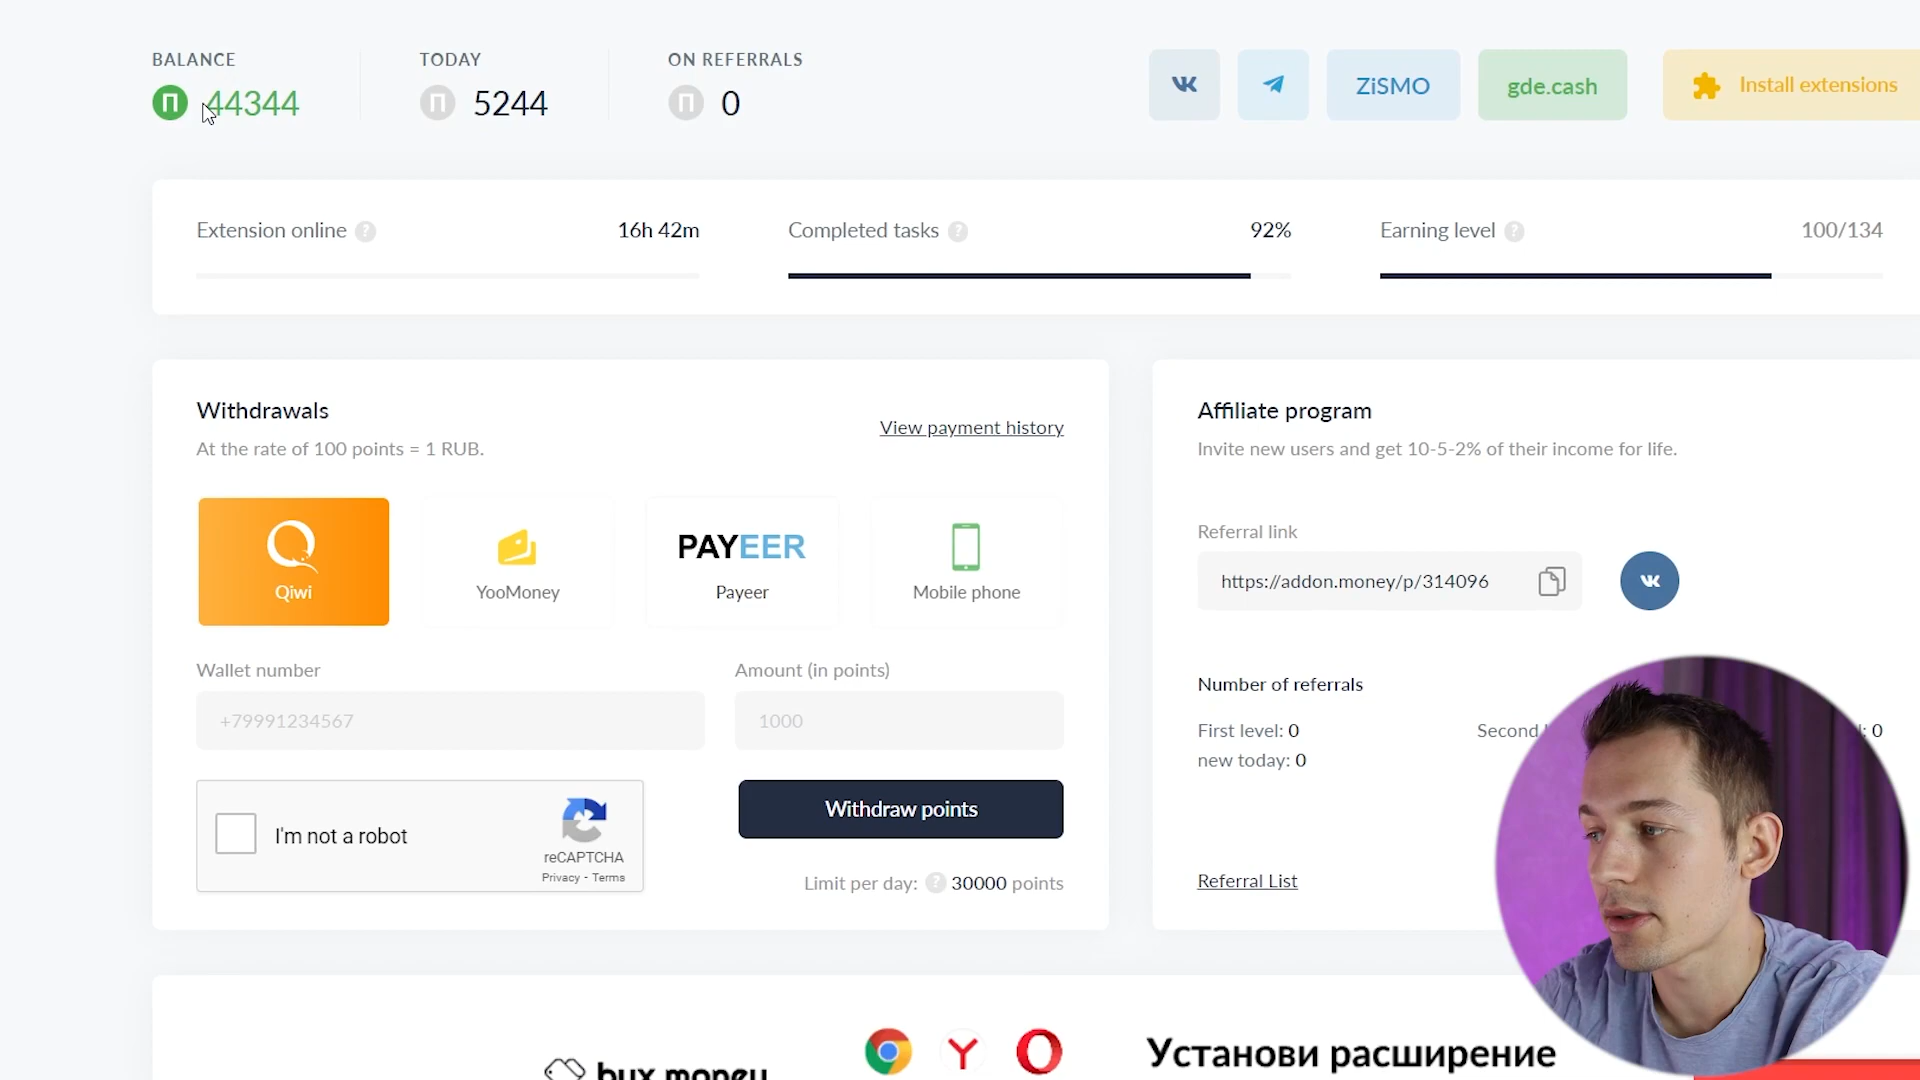 BALANCE
44344
TODAY
5244
ON REFERRALS
0
ZiSMO
gde.cash
Install extensions
Extension online ?
16h 42m
Completed tasks ?
92%
Earning level ?
100/134
Withdrawals
At the rate of 100 points = 1 RUB.
View payment history
Qiwi
YooMoney
PAYEER
Payeer
Mobile phone
Wallet number
+79991234567
Amount (in points)
1000
I'm not a robot
reCAPTCHA
Privacy - Terms
Withdraw points
Limit per day: ? 30000 points
Affiliate program
Invite new users and get 10-5-2% of their income for life.
Referral link
https://addon.money/p/314096
Number of referrals
First level: 0
Second
: 0
new today: 0
Referral List
bux money
Установи расширение